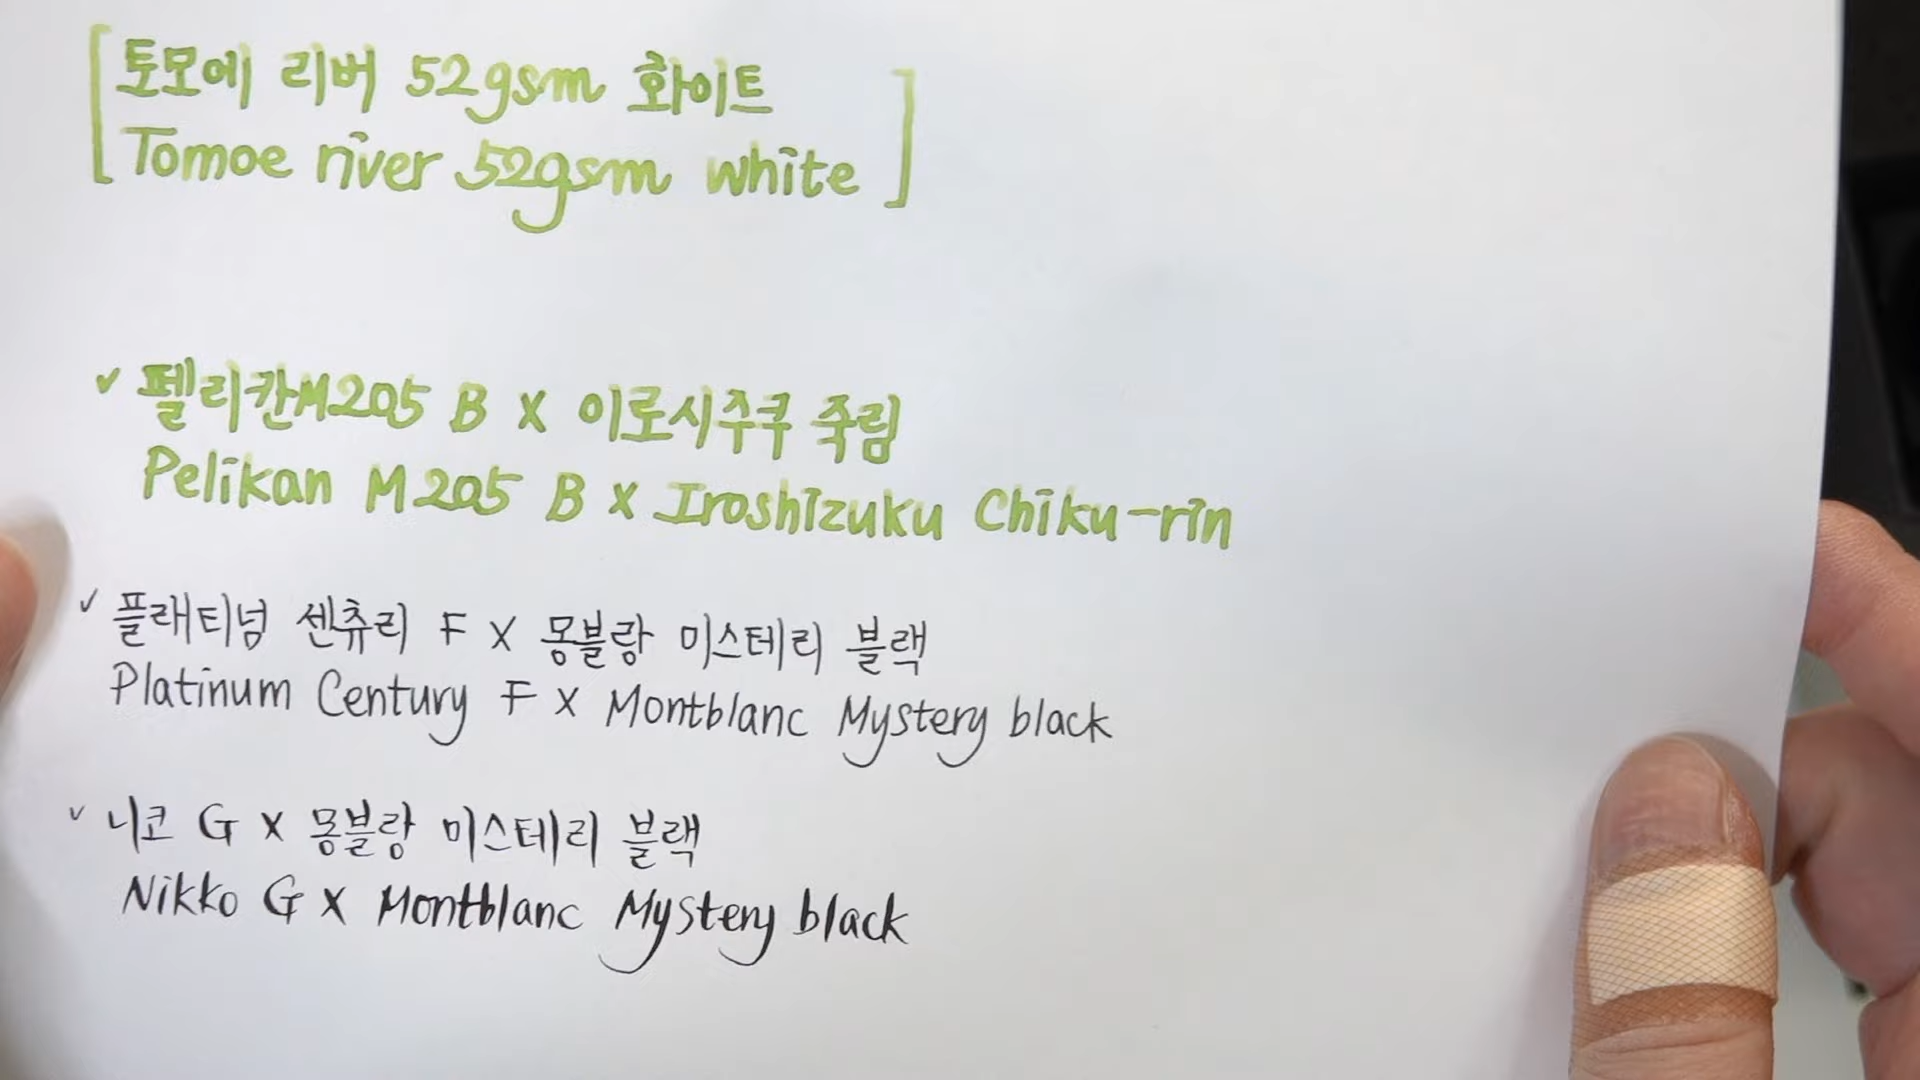 [토모에 리버 52gsm 화이트
Tomoe river 52gsm white]
✓ 펠리칸M205 B X 이로시주쿠 죽림
Pelikan M205 B X Iroshizuku Chiku-rin
✓ 플래티넘 센츄리 F X 몽블랑 미스테리 블랙
Platinum Century F X Montblanc Mystery black
✓ 니코 G X 몽블랑 미스테리 블랙
Nikko G X Montblanc Mystery black